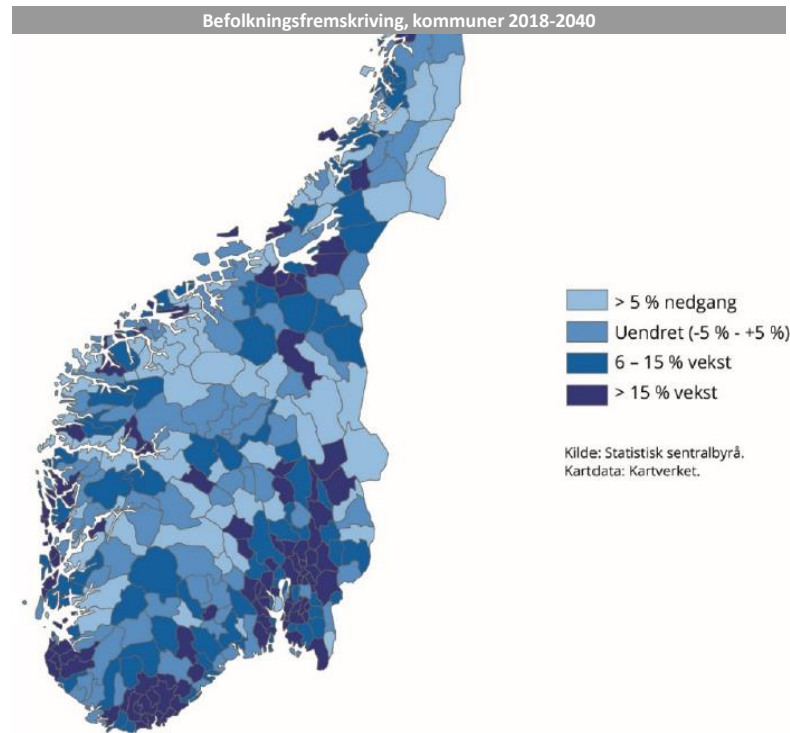 Befolkningsfremskriving, kommuner 2018-2040
> 5 % nedgang
Uendret (-5 % - +5 %)
6 – 15 % vekst
> 15 % vekst
Kilde: Statistisk sentralbyrå.
Kartdata: Kartverket.